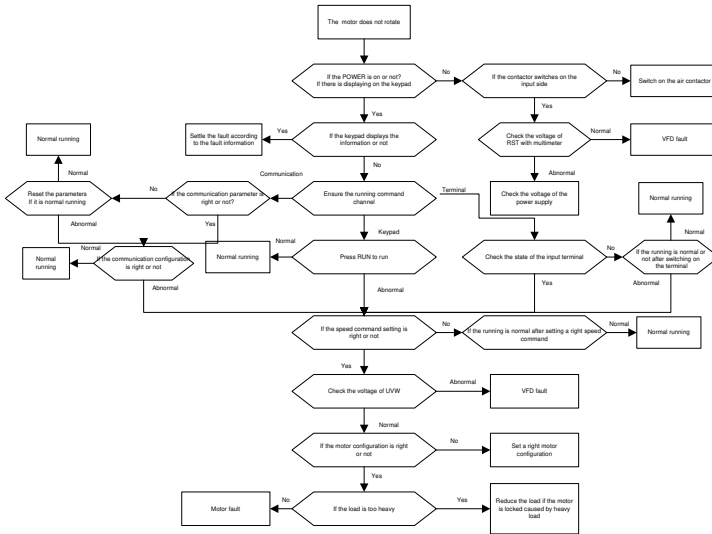 The motor does not rotate
If the POWER is on or not?
If there is displaying on the keypad
No
If the contactor switches on the
input side
No
Switch on the air contactor
Yes
Yes
Settle the fault according
to the fault information
Yes
If the keypad displays the
information or not
Check the voltage of
RST with multimeter
Normal
VFD fault
Normal running
Normal
No
Abnormal
Communication
Reset the parameters
If it is normal running
No
If the communication parameter is
right or not?
Ensure the running command
channel
Terminal
Check the voltage of the
power supply
Normal running
Normal
Abnormal
Yes
Keypad
Normal
running
Normal
If the communication configuration
is right or not
Normal running
Normal
Press RUN to run
Check the state of the input terminal
No
If the running is normal or
not after switching on
the terminal
Abnormal
Abnormal
Yes
Abnormal
If the speed command setting is
right or not
No
If the running is normal after setting a right speed
command
Normal
Normal running
Yes
Check the voltage of UVW
Abnormal
VFD fault
Normal
If the motor configuration is right
or not
No
Set a right motor
configuration
Yes
Motor fault
No
If the load is too heavy
Yes
Reduce the load if the motor
is locked caused by heavy
load